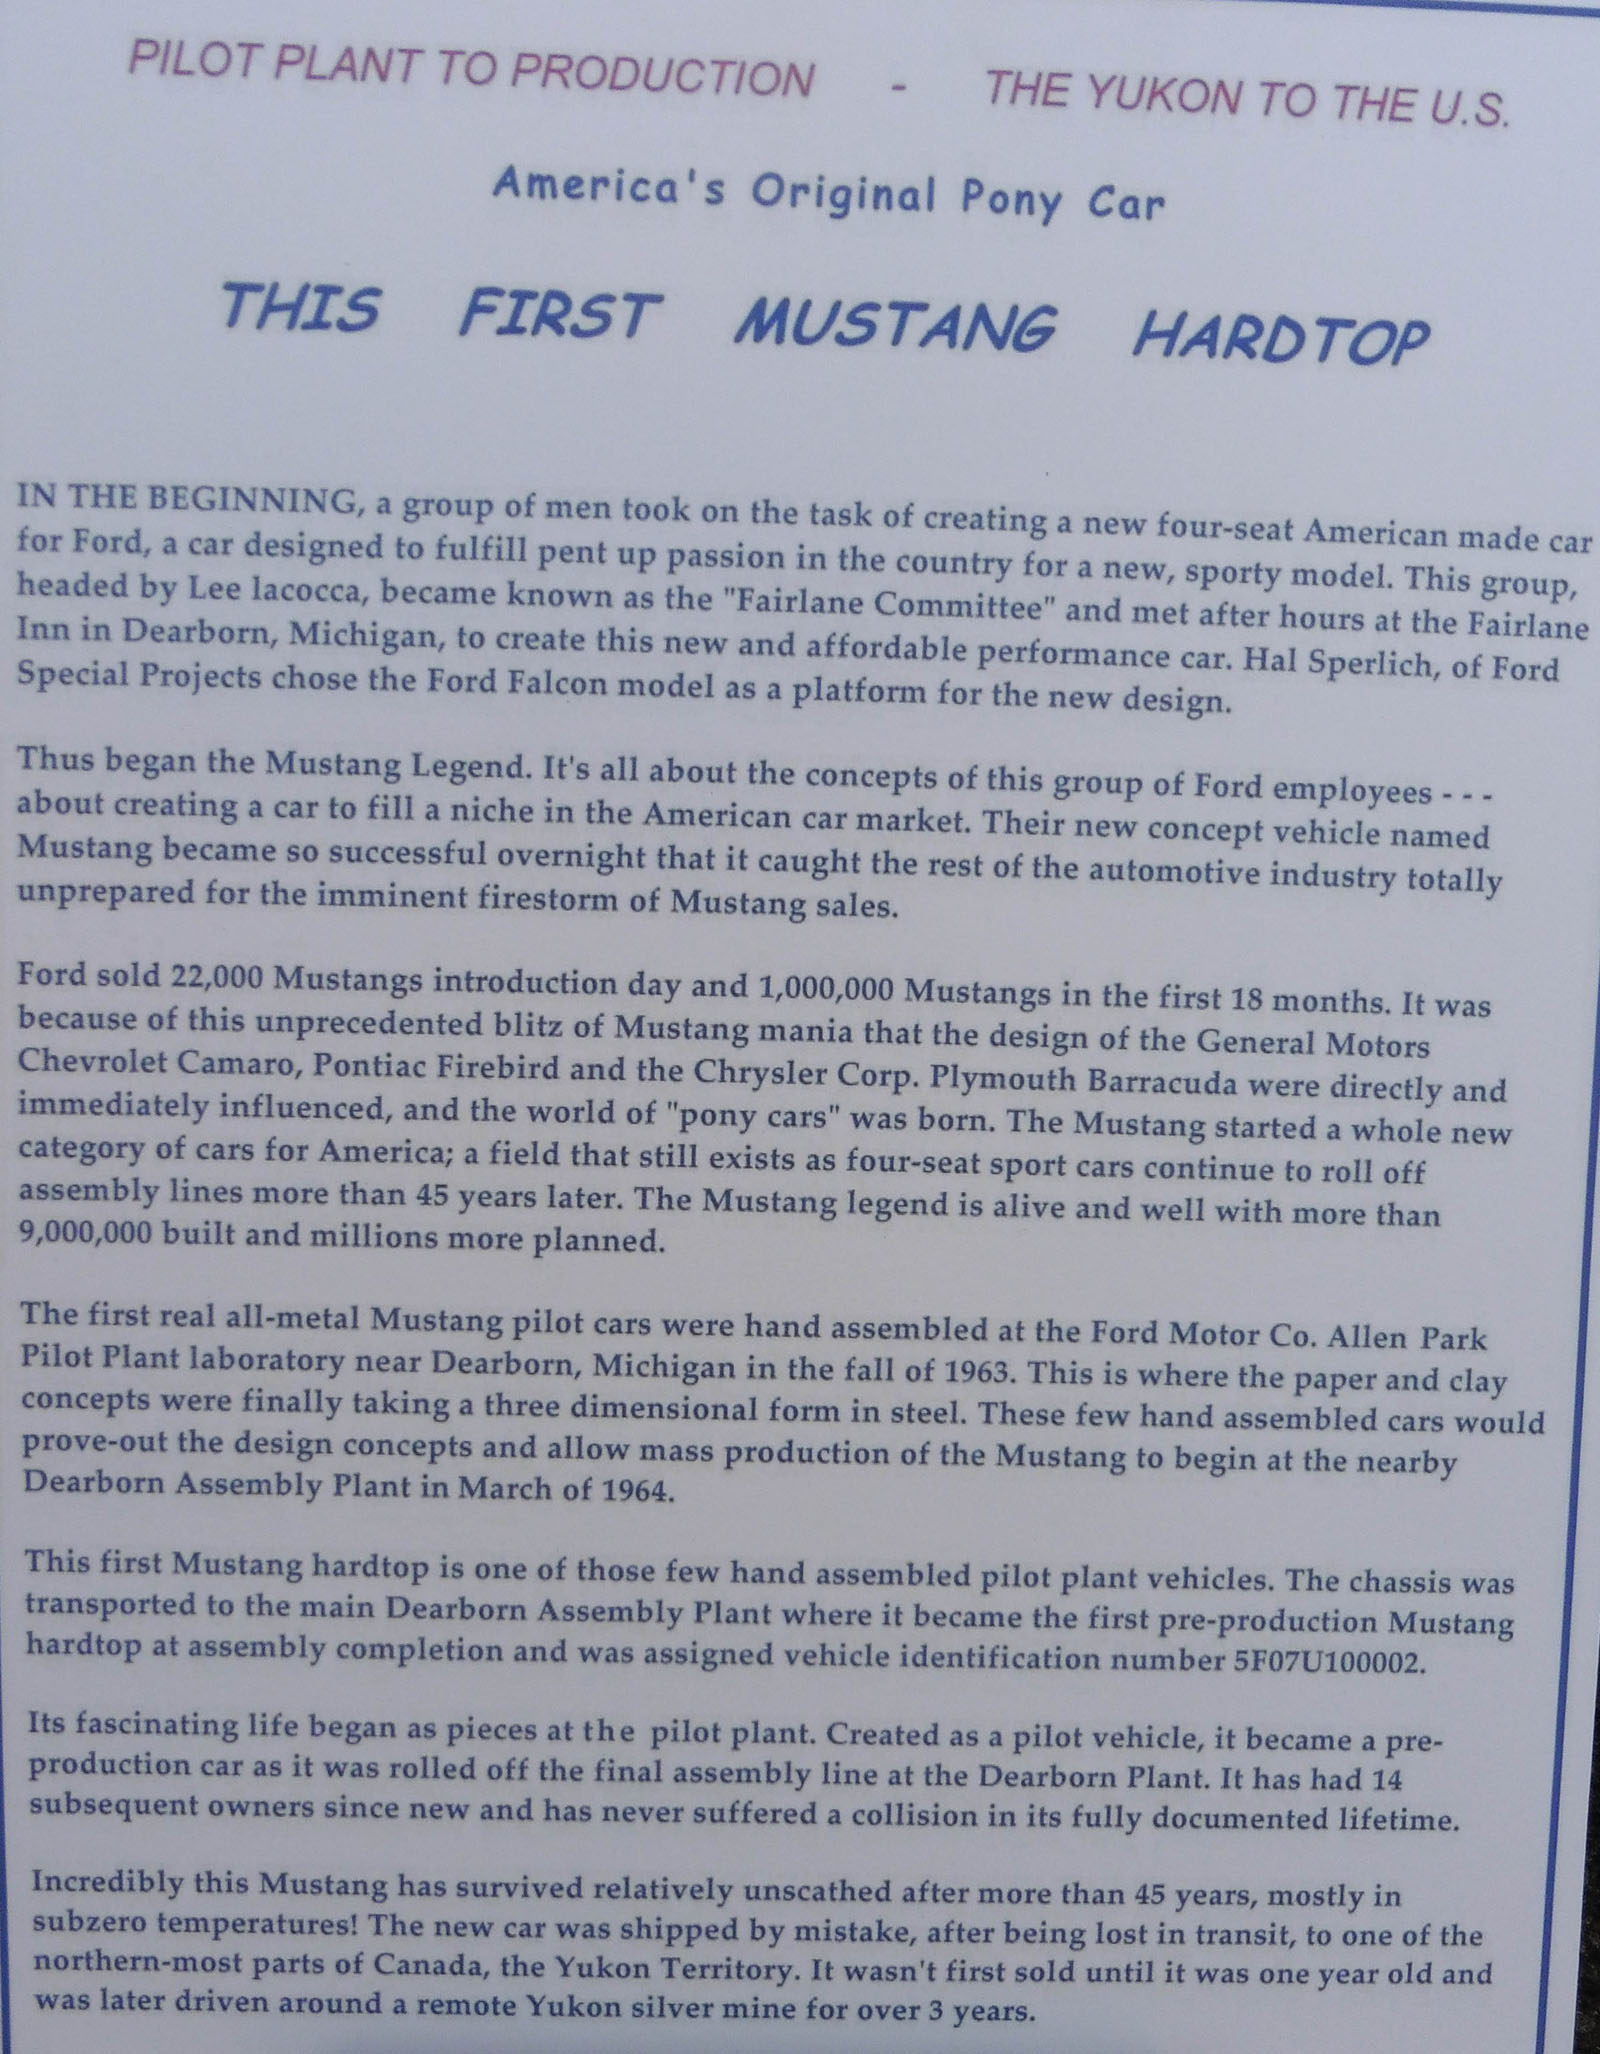 PILOT PLANT TO PRODUCTION - THE YUKON TO THE U.S.
America's Original Pony Car
THIS FIRST MUSTANG HARDTOP
IN THE BEGINNING, a group of men took on the task of creating a new four-seat American made car
for Ford, a car designed to fulfill pent up passion in the country for a new, sporty model. This group,
headed by Lee Iacocca, became known as the "Fairlane Committee" and met after hours at the Fairlane
Inn in Dearborn, Michigan, to create this new and affordable performance car. Hal Sperlich, of Ford
Special Projects chose the Ford Falcon model as a platform for the new design.
Thus began the Mustang Legend. It's all about the concepts of this group of Ford employees - - -
about creating a car to fill a niche in the American car market. Their new concept vehicle named
Mustang became so successful overnight that it caught the rest of the automotive industry totally
unprepared for the imminent firestorm of Mustang sales.
Ford sold 22,000 Mustangs introduction day and 1,000,000 Mustangs in the first 18 months. It was
because of this unprecedented blitz of Mustang mania that the design of the General Motors
Chevrolet Camaro, Pontiac Firebird and the Chrysler Corp. Plymouth Barracuda were directly and
immediately influenced, and the world of "pony cars" was born. The Mustang started a whole new
category of cars for America; a field that still exists as four-seat sport cars continue to roll off
assembly lines more than 45 years later. The Mustang legend is alive and well with more than
9,000,000 built and millions more planned.
The first real all-metal Mustang pilot cars were hand assembled at the Ford Motor Co. Allen Park
Pilot Plant laboratory near Dearborn, Michigan in the fall of 1963. This is where the paper and clay
concepts were finally taking a three dimensional form in steel. These few hand assembled cars would
prove-out the design concepts and allow mass production of the Mustang to begin at the nearby
Dearborn Assembly Plant in March of 1964.
This first Mustang hardtop is one of those few hand assembled pilot plant vehicles. The chassis was
transported to the main Dearborn Assembly Plant where it became the first pre-production Mustang
hardtop at assembly completion and was assigned vehicle identification number 5F07U100002.
Its fascinating life began as pieces at the pilot plant. Created as a pilot vehicle, it became a pre-
production car as it was rolled off the final assembly line at the Dearborn Plant. It has had 14
subsequent owners since new and has never suffered a collision in its fully documented lifetime.
Incredibly this Mustang has survived relatively unscathed after more than 45 years, mostly in
subzero temperatures! The new car was shipped by mistake, after being lost in transit, to one of the
northern-most parts of Canada, the Yukon Territory. It wasn't first sold until it was one year old and
was later driven around a remote Yukon silver mine for over 3 years.